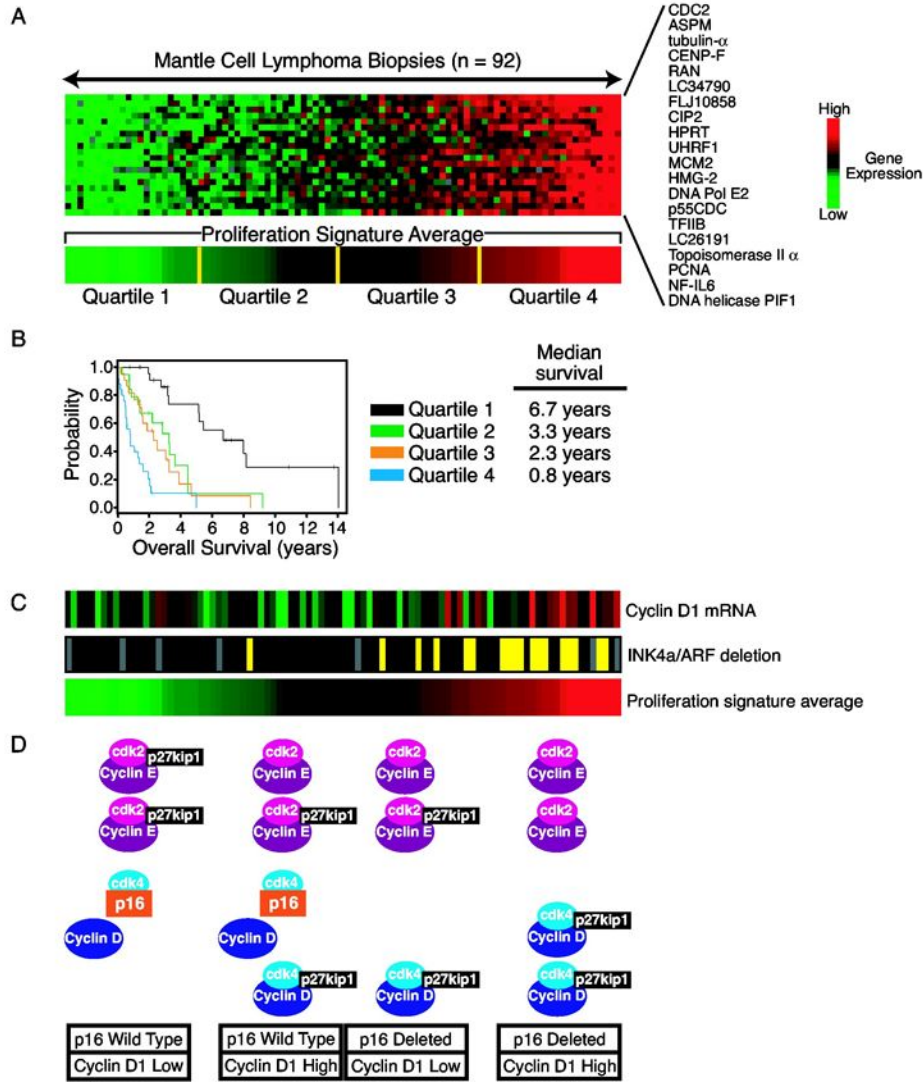 A
Mantle Cell Lymphoma Biopsies (n = 92)
CDC2
ASPM
tubulin-α
CENP-F
RAN
LC34790
FLJ10858
CIP2
HPRT
UHRF1
MCM2
HMG-2
DNA Pol E2
p55CDC
TFIIB
LC26191
Topoisomerase II α
PCNA
NF-IL6
DNA helicase PIF1
High
Gene
Expression
Low
Proliferation Signature Average
Quartile 1 Quartile 2 Quartile 3 Quartile 4
B
Probability
1.0
0.8
0.6
0.4
0.2
0.0
0 2 4 6 8 10 12 14
Overall Survival (years)
Median
survival
Quartile 1 6.7 years
Quartile 2 3.3 years
Quartile 3 2.3 years
Quartile 4 0.8 years
C
Cyclin D1 mRNA
INK4a/ARF deletion
Proliferation signature average
D
cdk2 p27kip1 cdk2 cdk2 cdk2
Cyclin E Cyclin E Cyclin E Cyclin E
cdk2 p27kip1 cdk2 p27kip1 cdk2 p27kip1 cdk2
Cyclin E Cyclin E Cyclin E Cyclin E
cdk4 cdk4
p16 p16
cdk4 p27kip1
Cyclin D Cyclin D Cyclin D
cdk4 p27kip1 cdk4 p27kip1 cdk4 p27kip1
Cyclin D Cyclin D Cyclin D
p16 Wild Type p16 Wild Type p16 Deleted p16 Deleted
Cyclin D1 Low Cyclin D1 High Cyclin D1 Low Cyclin D1 High